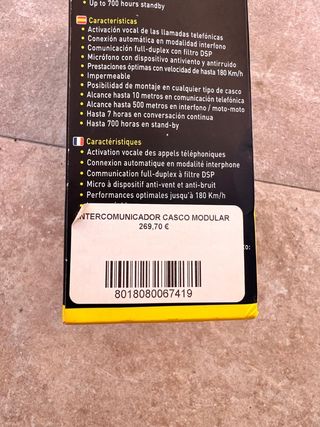 Up to 700 hours standby
Características
Activación vocal de las llamadas telefónicas
Conexión automática en modalidad interfono
Comunicación full-duplex con filtro DSP
Micrófono con dispositivo antiviento y antirruido
Prestaciones óptimas con velocidad de hasta 180 Km/h
Impermeable
Posibilidad de montaje en cualquier tipo de casco
Alcance hasta 10 metros en comunicación telefónica
Alcance hasta 500 metros en interfono / moto-moto
Hasta 7 horas en conversación continua
Hasta 700 horas en stand-by
Caractéristiques
Activation vocale des appels téléphoniques
Connexion automatique en modalité interphone
Communication full-duplex à filtre DSP
Micro à dispositif anti-vent et anti-bruit
Performances optimales jusqu'à 180 Km/h
INTERCOMUNICADOR CASCO MODULAR
269,70 €
8018080067419